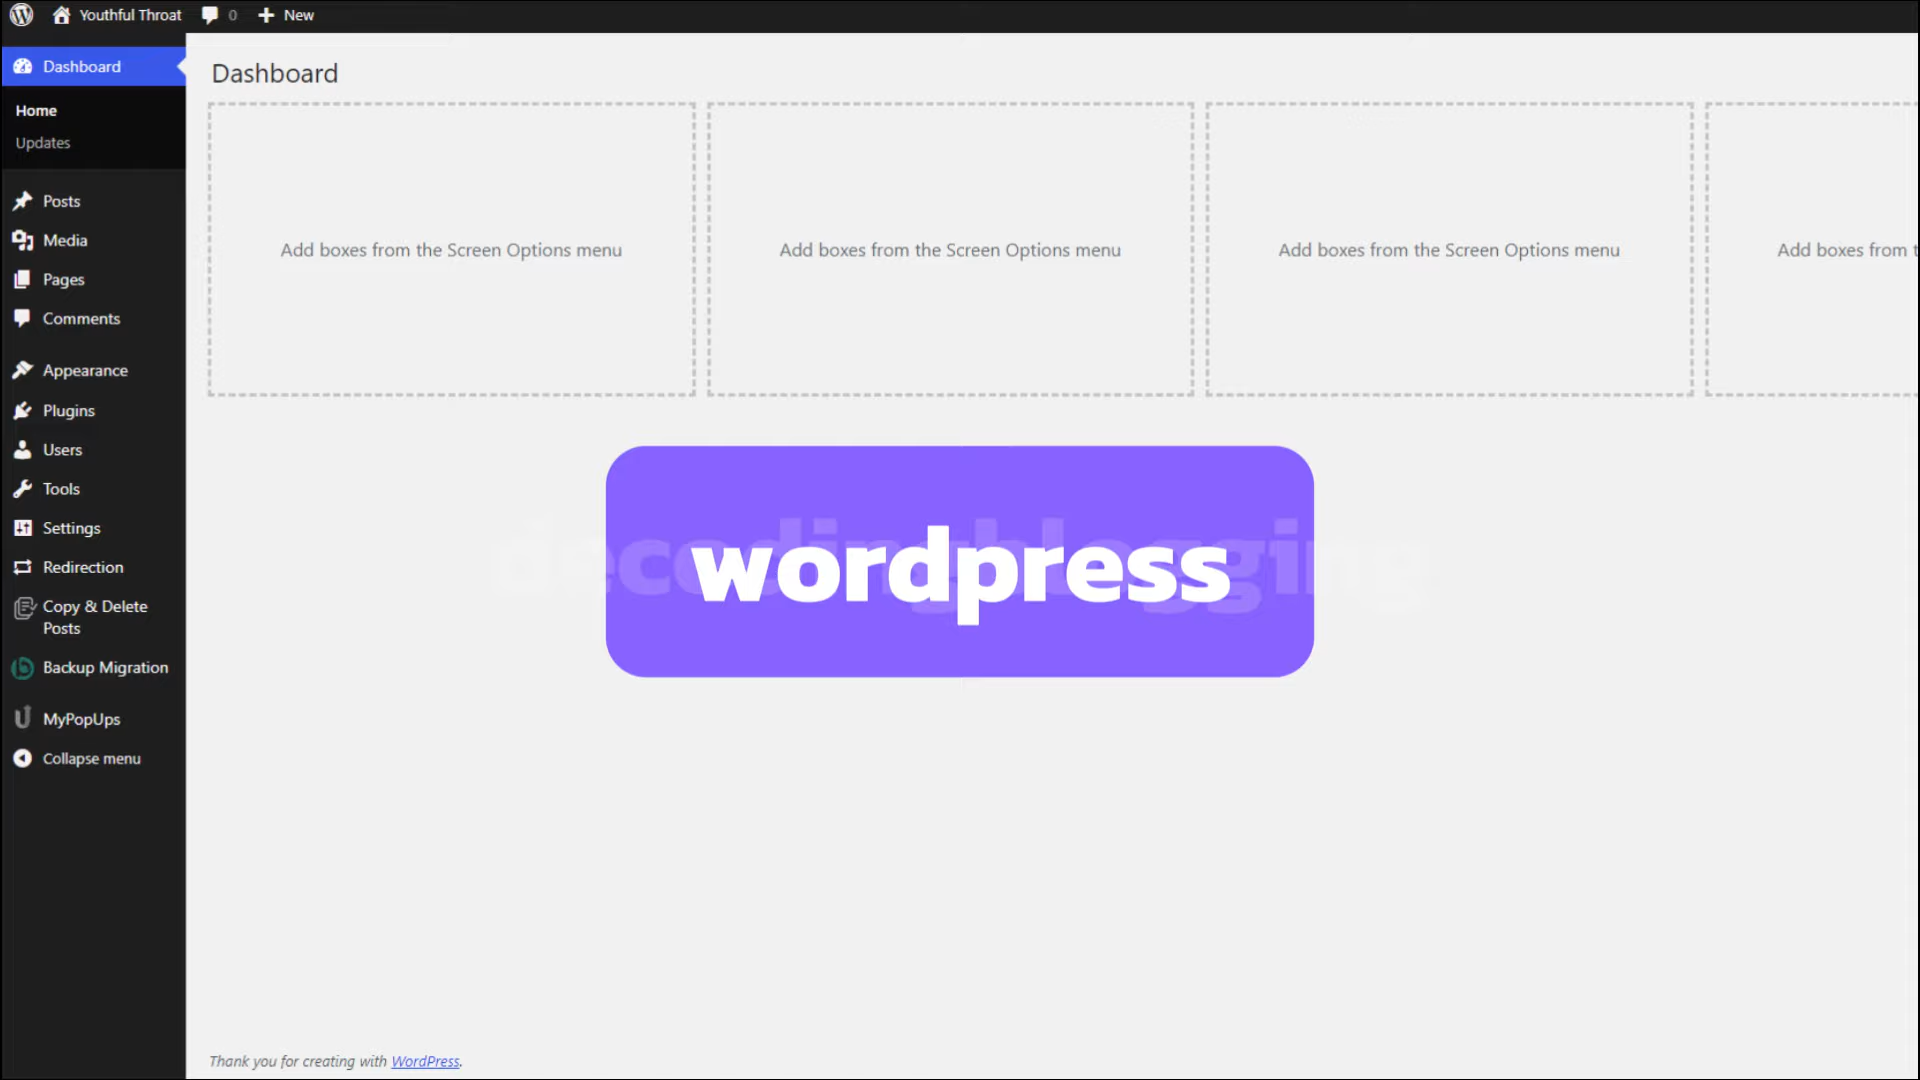 Youthful Throat 0 New
Dashboard
Home
Updates
Posts
Media
Pages
Comments
Appearance
Plugins
Users
Tools
Settings
Redirection
Copy & Delete
Posts
Backup Migration
MyPopUps
Collapse menu
Dashboard
Add boxes from the Screen Options menu
Add boxes from the Screen Options menu
Add boxes from the Screen Options menu
Add boxes from t
decodingblogging
wordpress
Thank you for creating with WordPress.